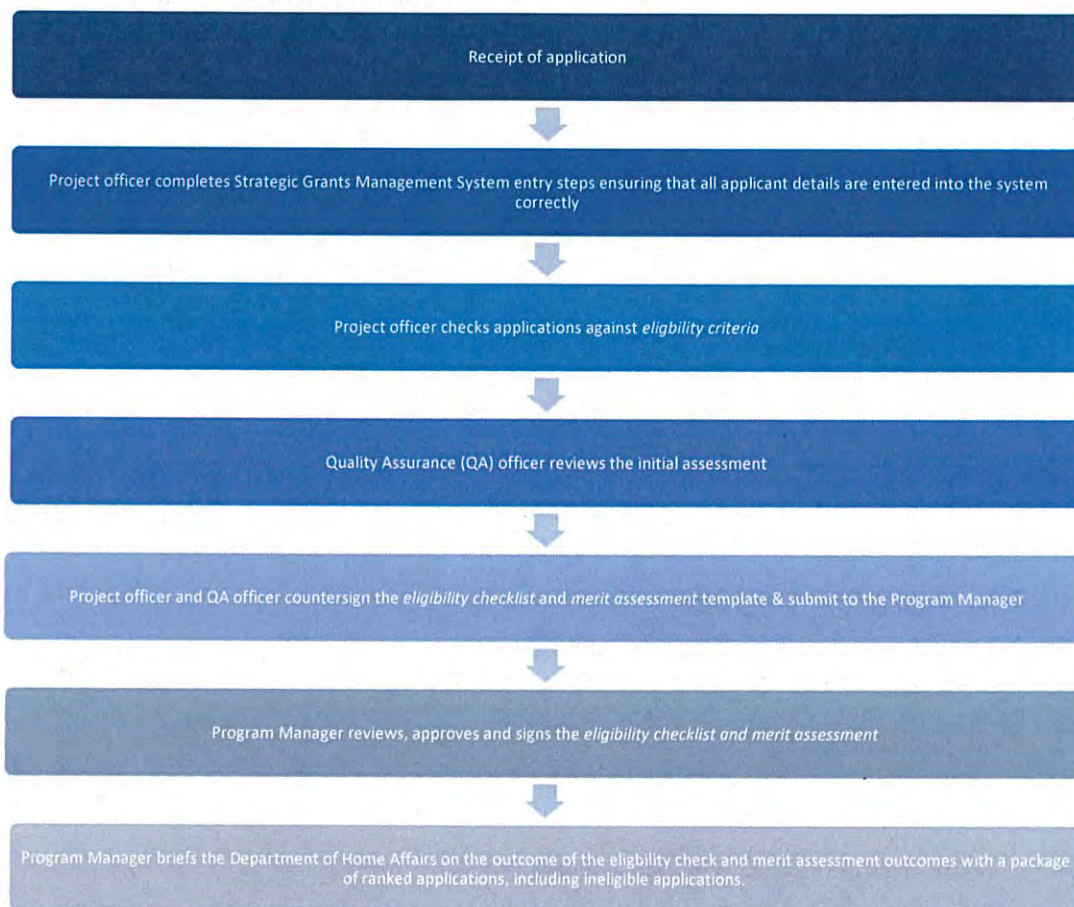 Receipt of application
Project officer completes Strategic Grants Management System entry steps ensuring that all applicant details are entered into the system
correctly
Project officer checks applications against eligbility criteria
Quality Assurance (QA) officer reviews the initial assessment
Project officer and QA officer countersign the eligibility checklist and merit assessment template & submit to the Program Manager
Program Manager reviews, approves and signs the eligibility checklist and merit assessment
Program Manager briefs the Department of Home Affairs on the outcome of the eligbility check and merit assessment outcomes with a package
of ranked applications, including ineligible applications.